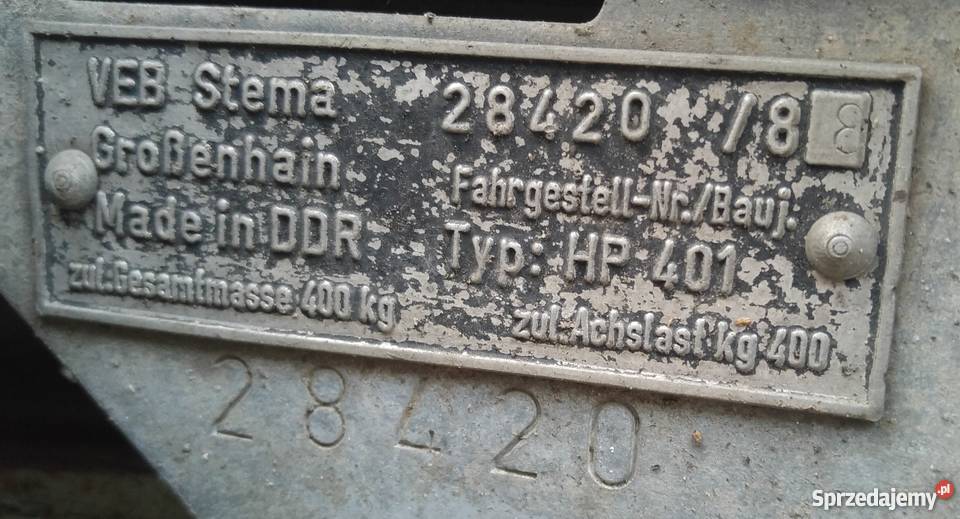 VEB Stema
Großenhain
Made in DDR
zul.Gesamtmasse 400 kg
28420 /88
Fahrgestell-Nr./Bauj.
Typ: HP 401
zul.Achslast kg 400
28420
Sprzedajemy.pl